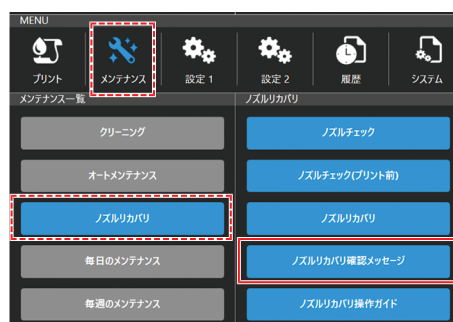 MENU
プリント メンテナンス 設定 1 設定 2 履歴 システム
メンテナンス一覧 ノズルリカバリ
クリーニング ノズルチェック
オートメンテナンス ノズルチェック(プリント前)
ノズルリカバリ ノズルリカバリ
毎日のメンテナンス ノズルリカバリ確認メッセージ
毎週のメンテナンス ノズルリカバリ操作ガイド